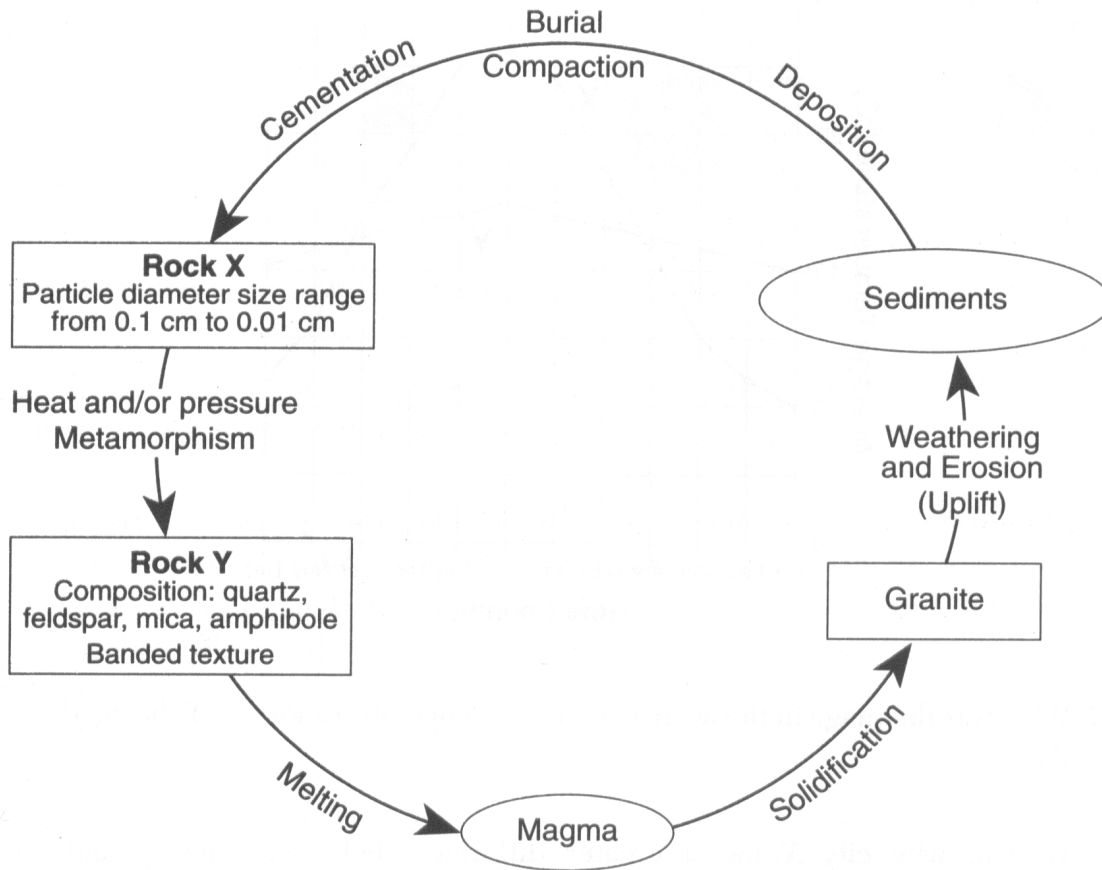 Burial
Compaction
Cementation
Deposition
Rock X
Particle diameter size range
from 0.1 cm to 0.01 cm
Sediments
Heat and/or pressure
Metamorphism
Weathering
and Erosion
(Uplift)
Rock Y
Composition: quartz,
feldspar, mica, amphibole
Banded texture
Granite
Melting
Magma
Solidification